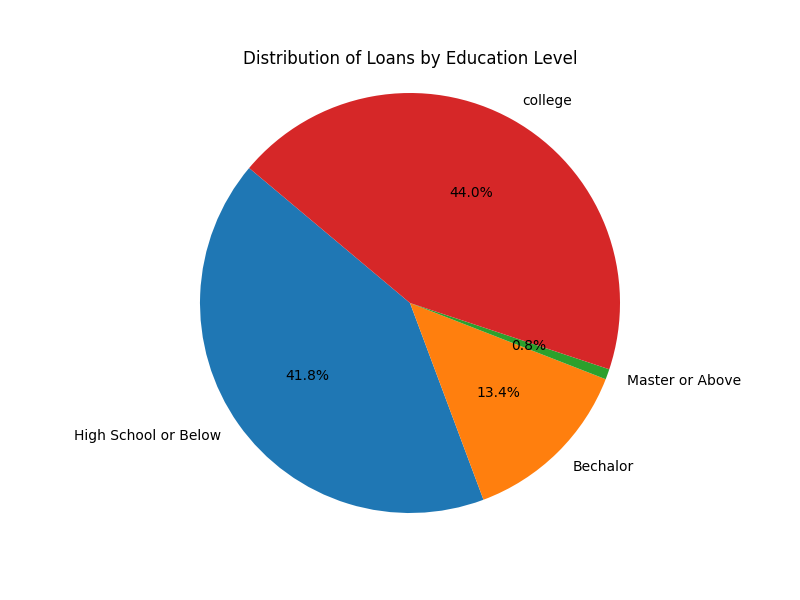 Distribution of Loans by Education Level
college
44.0%
0.8%
41.8%
Master or Above
13.4%
High School or Below
Bechalor